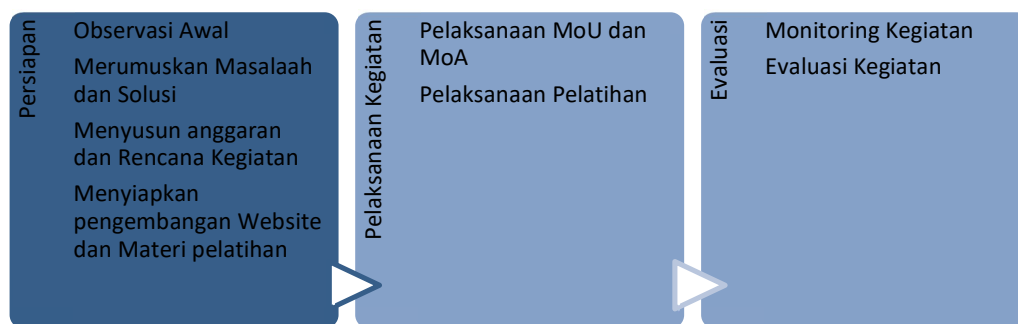 Persiapan
Observasi Awal
Merumuskan Masalaah
dan Solusi
Menyusun anggaran
dan Rencana Kegiatan
Menyiapkan
pengembangan Website
dan Materi pelatihan
Pelaksanaan Kegiatan
Pelaksanaan MoU dan
MoA
Pelaksanaan Pelatihan
Evaluasi
Monitoring Kegiatan
Evaluasi Kegiatan